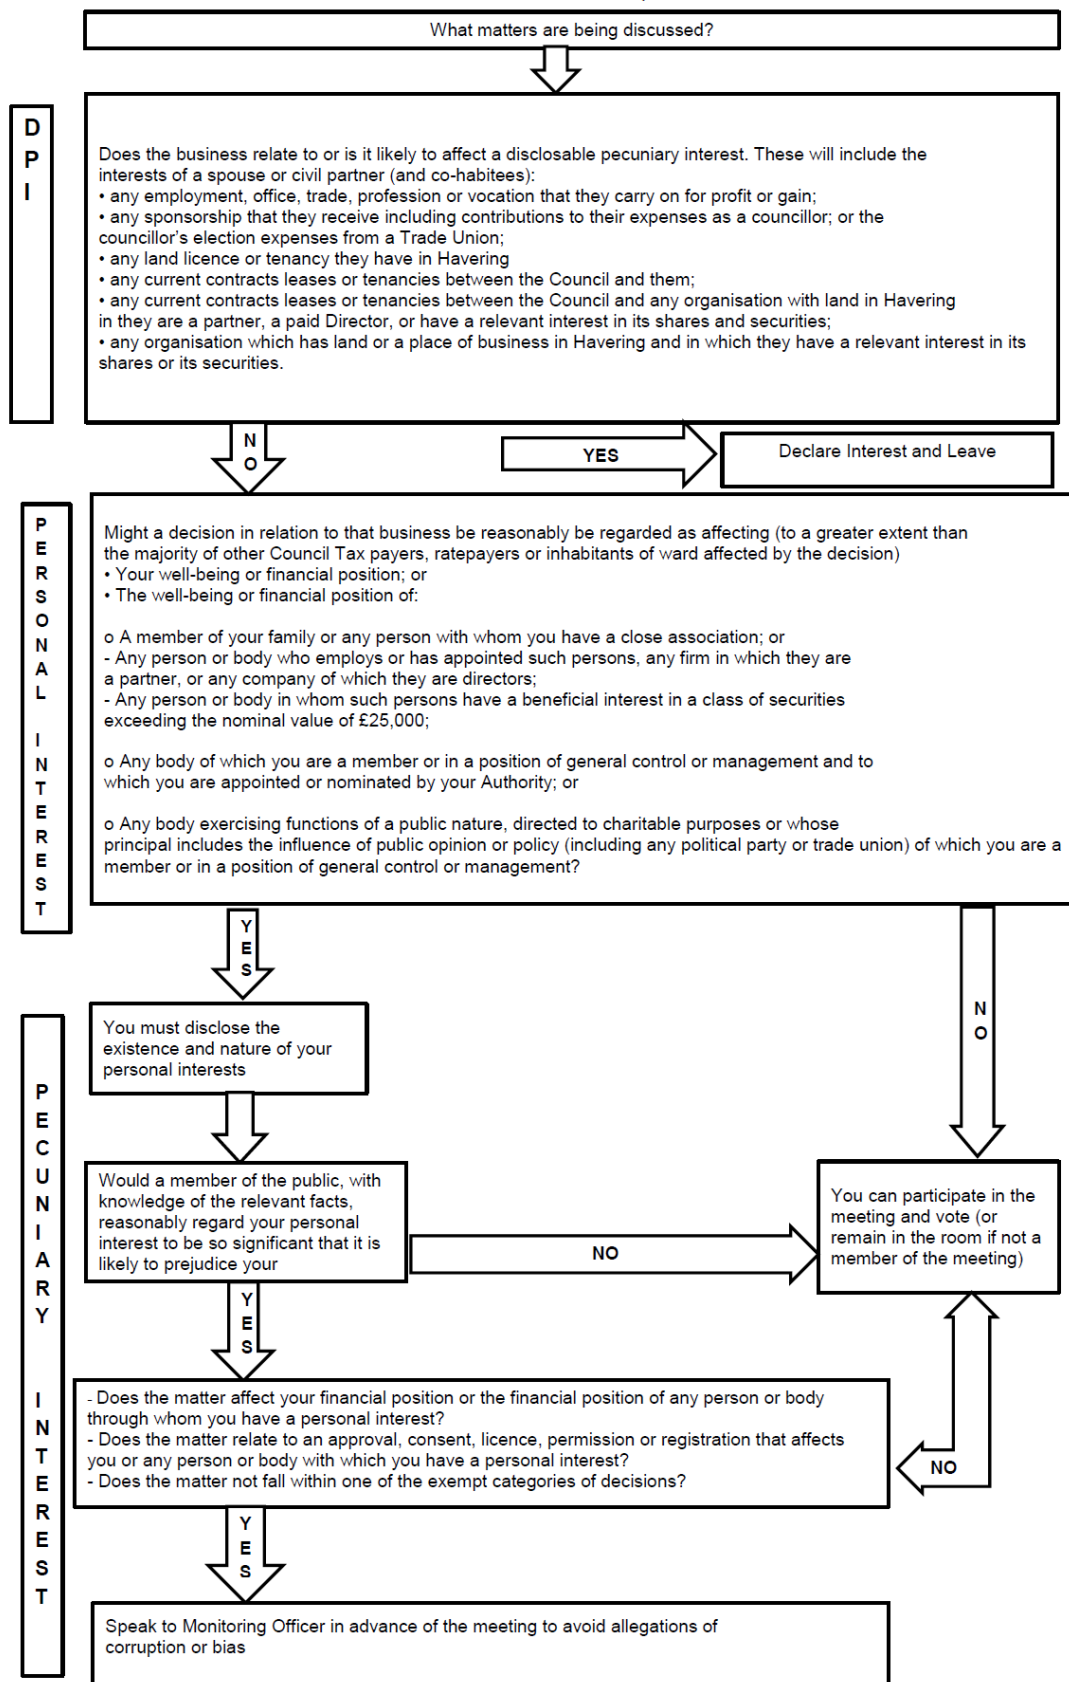 What matters are being discussed?
D
P
I
Does the business relate to or is it likely to affect a disclosable pecuniary interest. These will include the
interests of a spouse or civil partner (and co-habitees):
• any employment, office, trade, profession or vocation that they carry on for profit or gain;
• any sponsorship that they receive including contributions to their expenses as a councillor; or the
councillor's election expenses from a Trade Union;
• any land licence or tenancy they have in Havering
• any current contracts leases or tenancies between the Council and them;
• any current contracts leases or tenancies between the Council and any organisation with land in Havering
in they are a partner, a paid Director, or have a relevant interest in its shares and securities;
• any organisation which has land or a place of business in Havering and in which they have a relevant interest in its
shares or its securities.
N
O
YES
Declare Interest and Leave
P
E
R
S
O
N
A
L
I
N
T
E
R
E
S
T
Might a decision in relation to that business be reasonably be regarded as affecting (to a greater extent than
the majority of other Council Tax payers, ratepayers or inhabitants of ward affected by the decision)
• Your well-being or financial position; or
• The well-being or financial position of:
o A member of your family or any person with whom you have a close association; or
- Any person or body who employs or has appointed such persons, any firm in which they are
a partner, or any company of which they are directors;
- Any person or body in whom such persons have a beneficial interest in a class of securities
exceeding the nominal value of £25,000;
o Any body of which you are a member or in a position of general control or management and to
which you are appointed or nominated by your Authority; or
o Any body exercising functions of a public nature, directed to charitable purposes or whose
principal includes the influence of public opinion or policy (including any political party or trade union) of which you are a
member or in a position of general control or management?
Y
E
S
N
O
P
E
C
U
N
I
A
R
Y
I
N
T
E
R
E
S
T
You must disclose the
existence and nature of your
personal interests
Would a member of the public, with
knowledge of the relevant facts,
reasonably regard your personal
interest to be so significant that it is
likely to prejudice your
NO
You can participate in the
meeting and vote (or
remain in the room if not a
member of the meeting)
Y
E
S
- Does the matter affect your financial position or the financial position of any person or body
through whom you have a personal interest?
- Does the matter relate to an approval, consent, licence, permission or registration that affects
you or any person or body with which you have a personal interest?
- Does the matter not fall within one of the exempt categories of decisions?
NO
Y
E
S
Speak to Monitoring Officer in advance of the meeting to avoid allegations of
corruption or bias